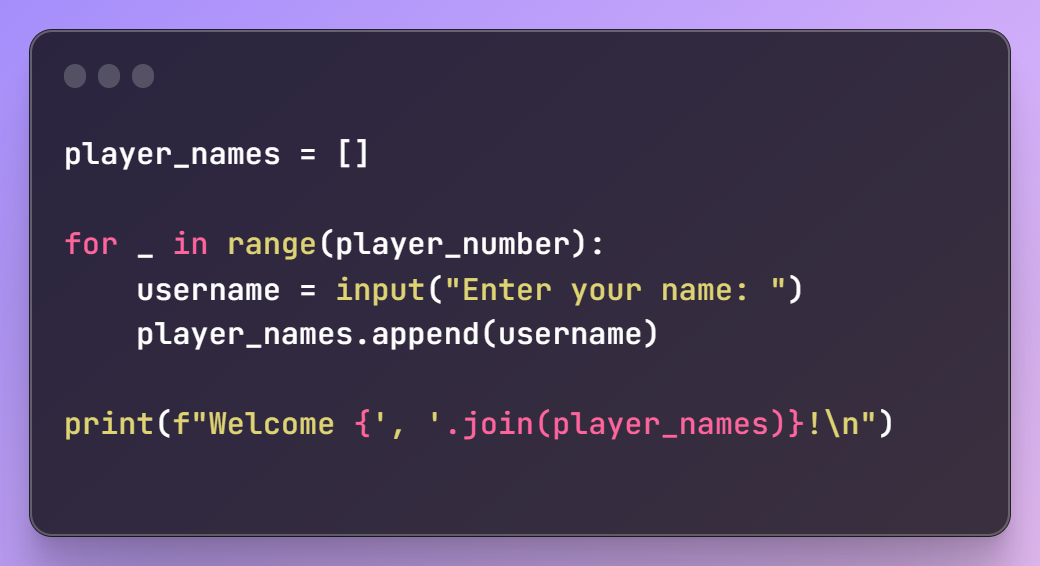 player_names = []
for _ in range(player_number):
    username = input("Enter your name: ")
    player_names.append(username)
print(f"Welcome {', '.join(player_names)}!\n")